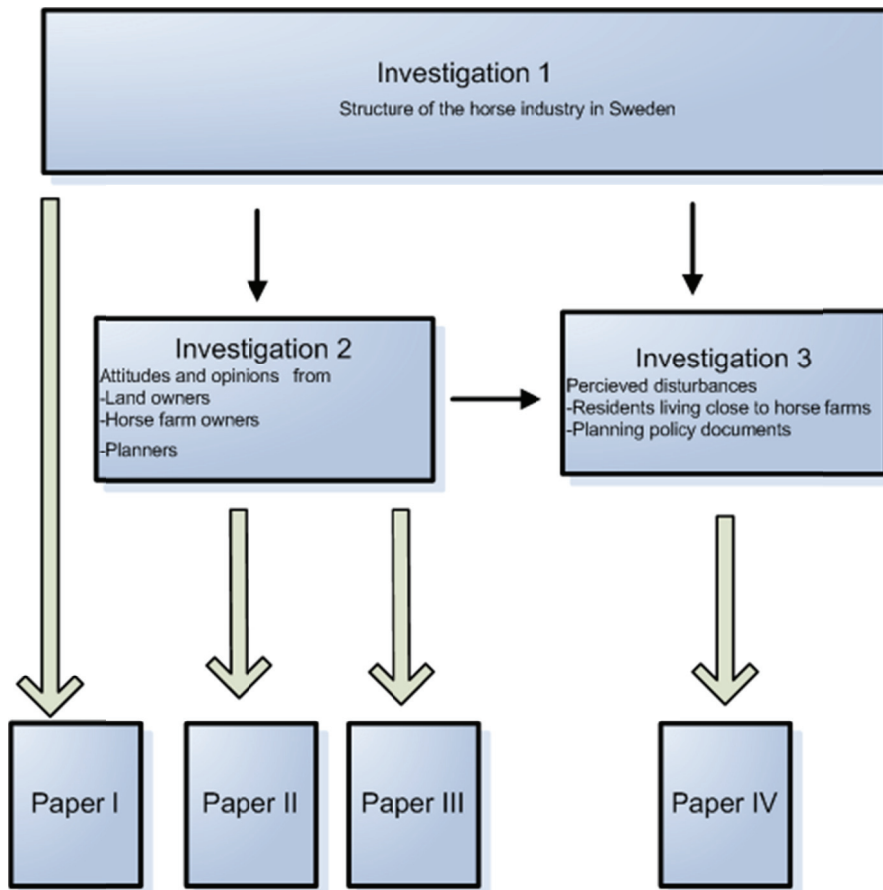 Investigation 1
Structure of the horse industry in Sweden
Investigation 2
Attitudes and opinions from
-Land owners
-Horse farm owners
-Planners
Investigation 3
Percieved disturbances
-Residents living close to horse farms
-Planning policy documents
Paper I
Paper II
Paper III
Paper IV